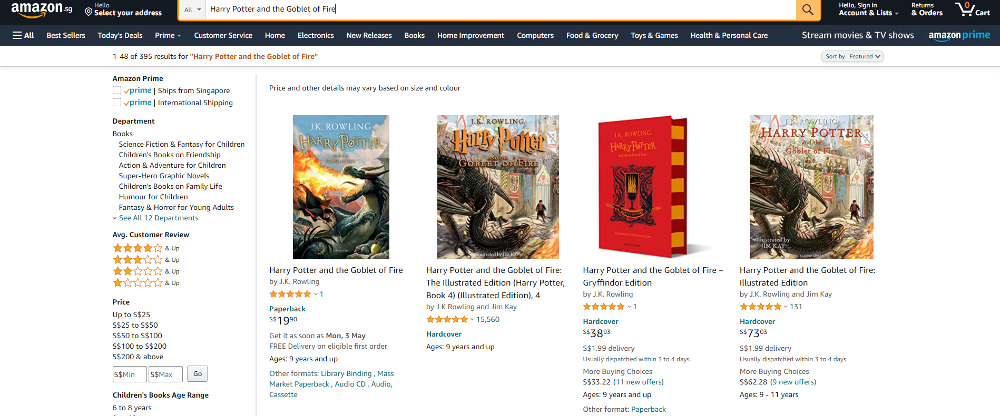 amazon.sg
Hello
Select your address
All
Harry Potter and the Goblet of Fire
Hello, Sign in
Account & Lists
Returns
& Orders
0
Cart
All
Best Sellers
Today's Deals
Prime
Customer Service
Home
Electronics
New Releases
Books
Home Improvement
Computers
Food & Grocery
Toys & Games
Health & Personal Care
Stream movies & TV shows
amazon prime
1-48 of 395 results for "Harry Potter and the Goblet of Fire"
Sort by: Featured
Amazon Prime
prime | Ships from Singapore
prime | International Shipping
Department
Books
Science Fiction & Fantasy for Children
Children's Books on Friendship
Action & Adventure for Children
Super-Hero Graphic Novels
Children's Books on Family Life
Humour for Children
Fantasy & Horror for Young Adults
See All 12 Departments
Avg. Customer Review
& Up
& Up
& Up
& Up
Price
Up to S$25
S$25 to S$50
S$50 to S$100
S$100 to S$200
S$200 & above
S$Min
S$Max
Go
Children's Books Age Range
6 to 8 years
Price and other details may vary based on size and colour
J.K. ROWLING
HARRY POTTER
and the
Goblet of Fire
BLOOMSBURY
Harry Potter and the Goblet of Fire
by J.K. Rowling
1
Paperback
S$1990
Get it as soon as Mon, 3 May
FREE Delivery on eligible first order
Ages: 9 years and up
Other formats: Library Binding , Mass
Market Paperback , Audio CD , Audio,
Cassette
J.K. ROWLING
Harry Potter
AND THE
GOBLET OF FIRE
Illustrated by JIM KAY
Harry Potter and the Goblet of Fire:
The Illustrated Edition (Harry Potter,
Book 4) (Illustrated Edition), 4
by J K Rowling and Jim Kay
15,560
Hardcover
Ages: 9 years and up
J.K. ROWLING
HARRY POTTER
and the Goblet of Fire
GRYFFINDOR
HOGWARTS HOUSE EDITION
BLOOMSBURY
Harry Potter and the Goblet of Fire –
Gryffindor Edition
by J.K. Rowling
1
Hardcover
S$3893
S$1.99 delivery
Usually dispatched within 3 to 4 days.
More Buying Choices
S$33.22 (11 new offers)
Ages: 9 years and up
Other format: Paperback
J.K. ROWLING
HARRY POTTER
and the
Goblet of Fire
Illustrated by
JIM KAY
BLOOMSBURY
Harry Potter and the Goblet of Fire:
Illustrated Edition
by J.K. Rowling and Jim Kay
131
Hardcover
S$7303
S$1.99 delivery
Usually dispatched within 3 to 4 days.
More Buying Choices
S$62.28 (9 new offers)
Ages: 9 - 11 years